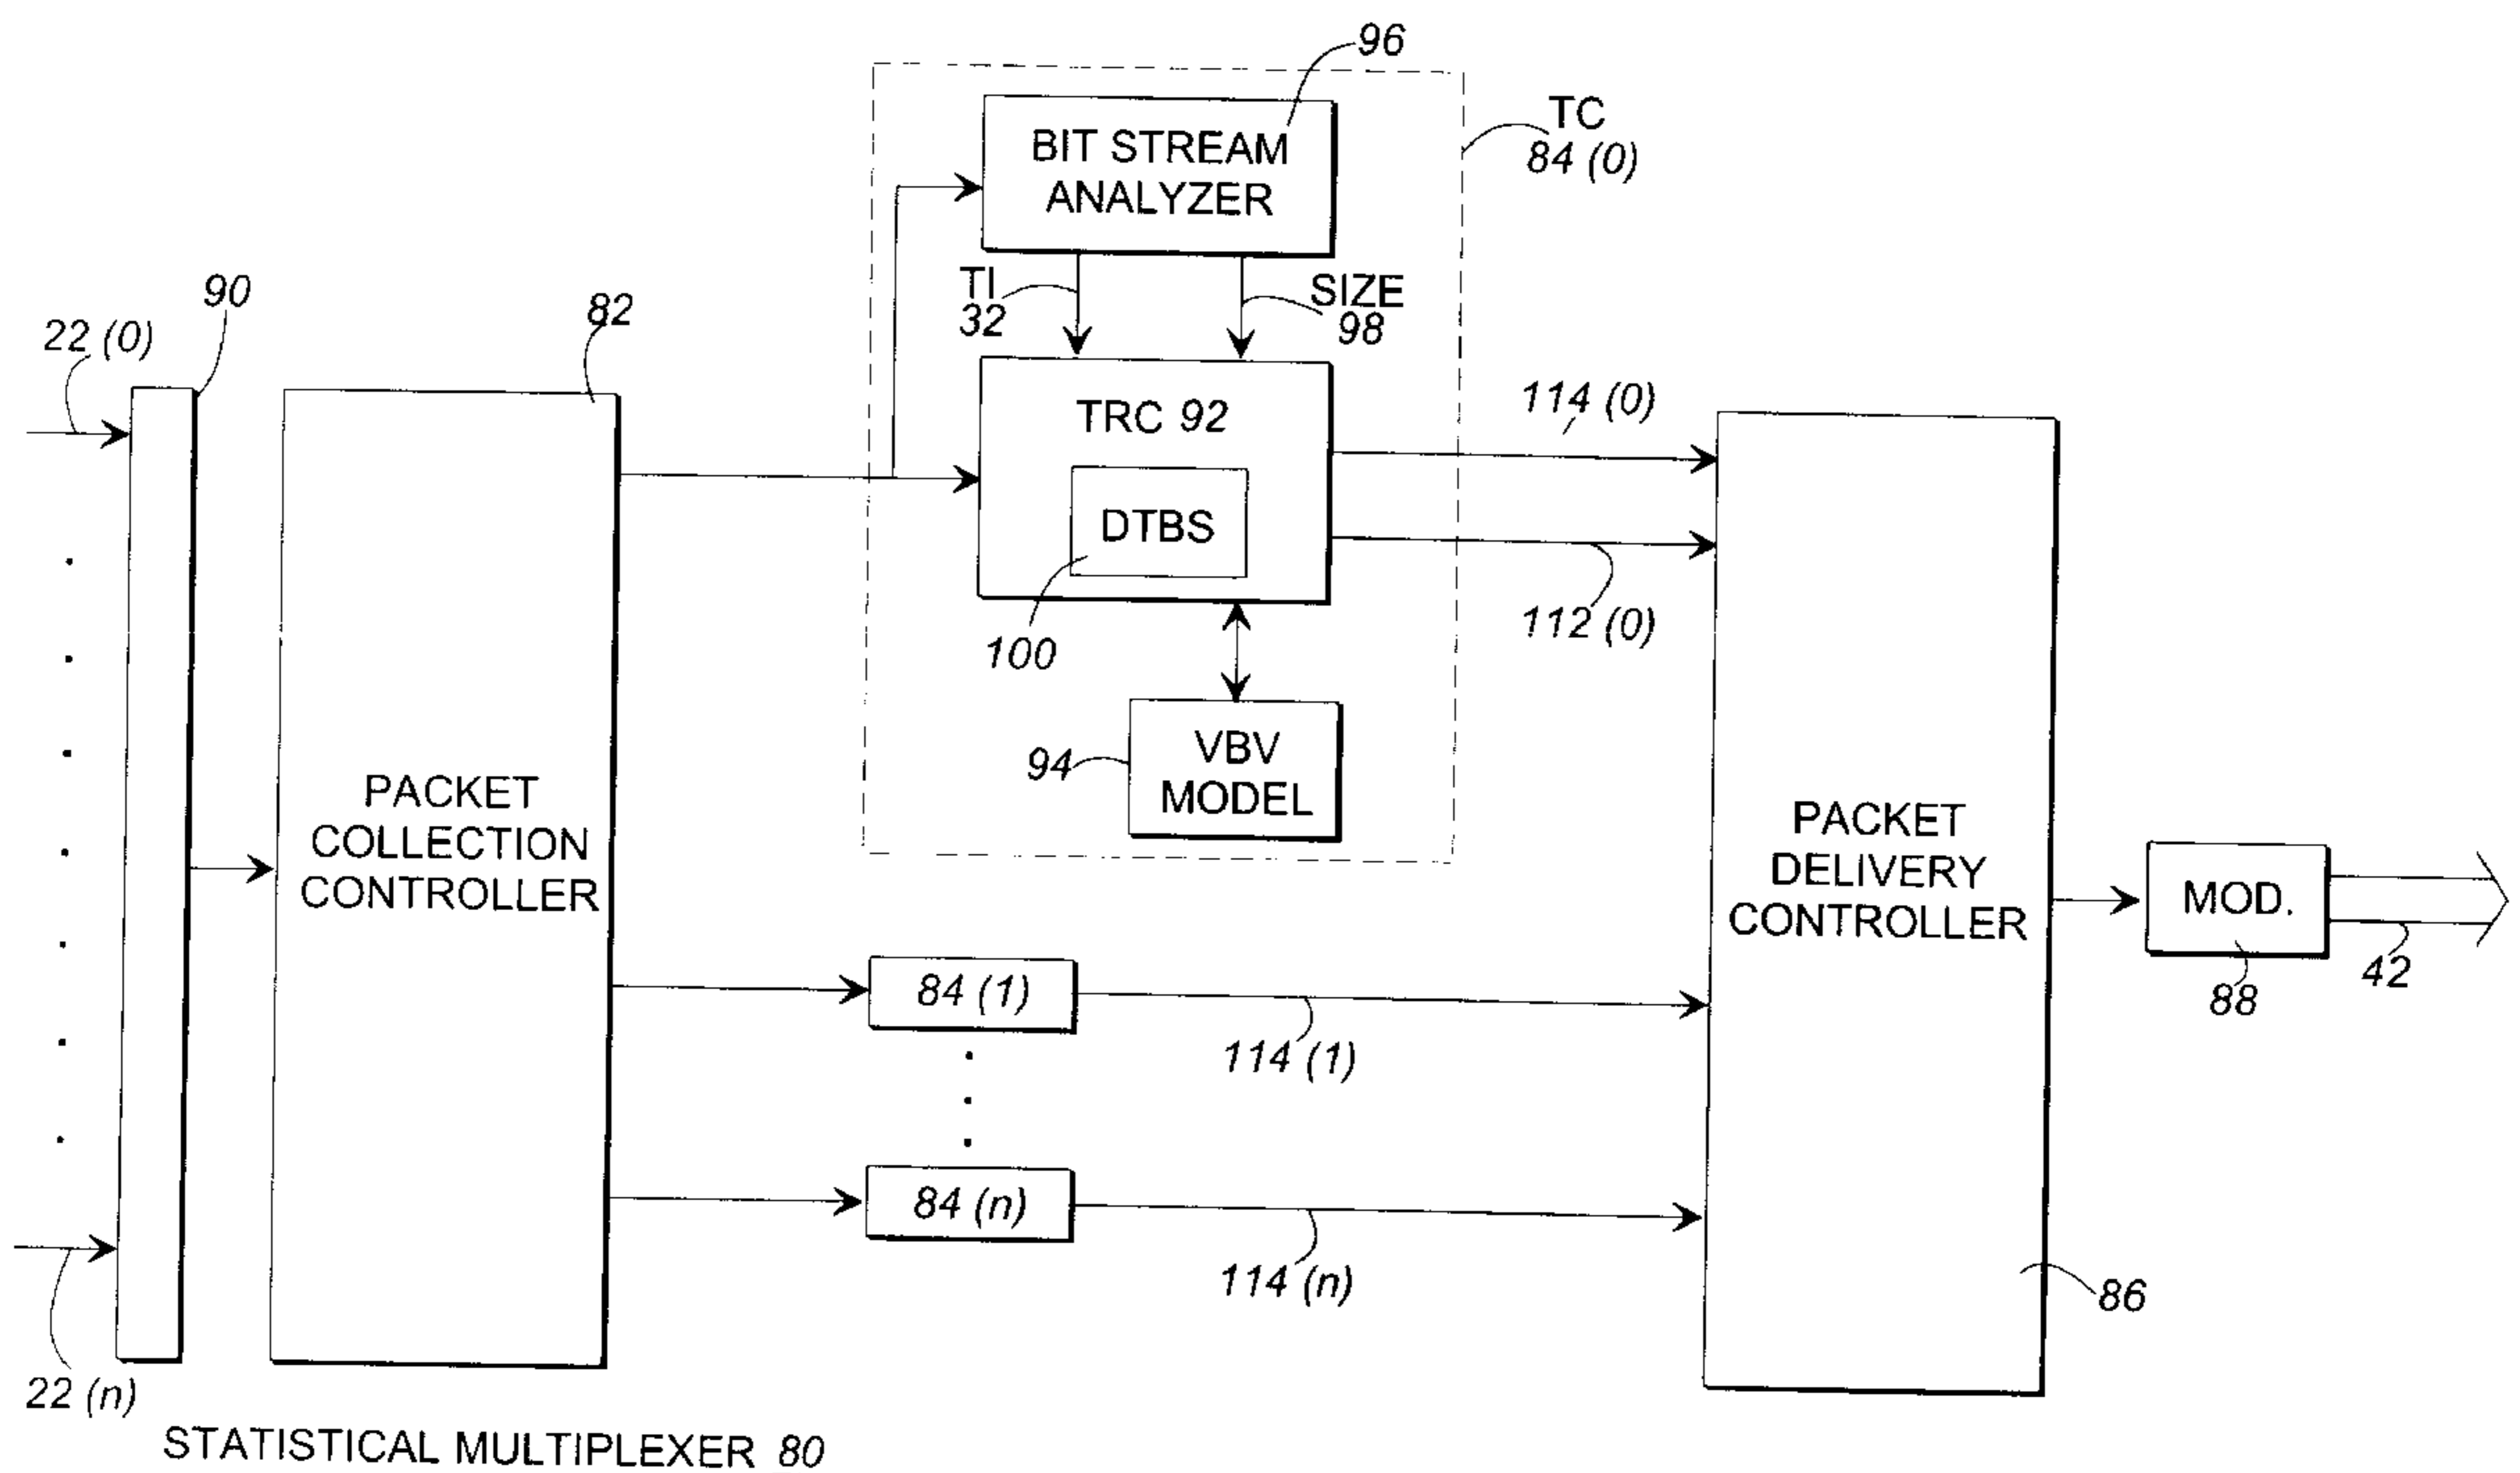 96
TC
84 (0)
BIT STREAM
ANALYZER
TI
32
SIZE
98
90
82
22 (0)
TRC 92
DTBS
100
114 (0)
112 (0)
94
VBV
MODEL
PACKET
COLLECTION
CONTROLLER
PACKET
DELIVERY
CONTROLLER
MOD.
88
42
84 (1)
114 (1)
84 (n)
114 (n)
86
22 (n)
STATISTICAL MULTIPLEXER 80